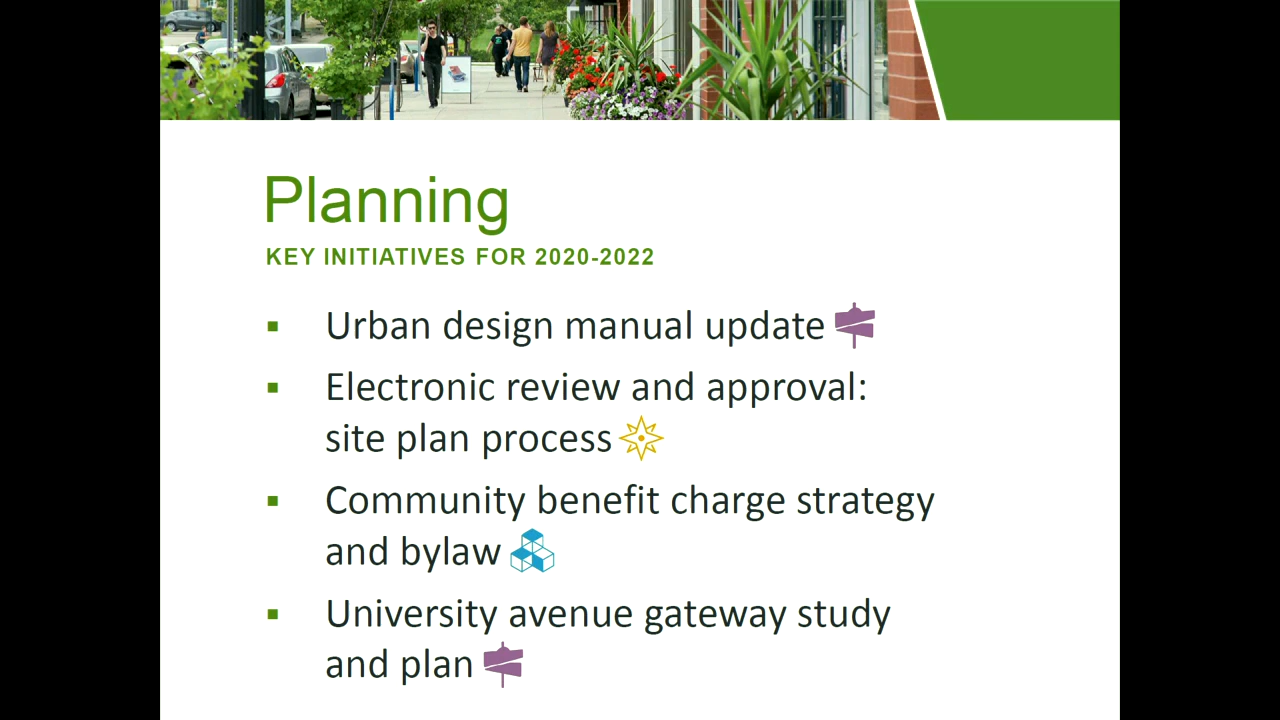 Planning
KEY INITIATIVES FOR 2020-2022
Urban design manual update
Electronic review and approval:
site plan process
Community benefit charge strategy
and bylaw
University avenue gateway study
and plan